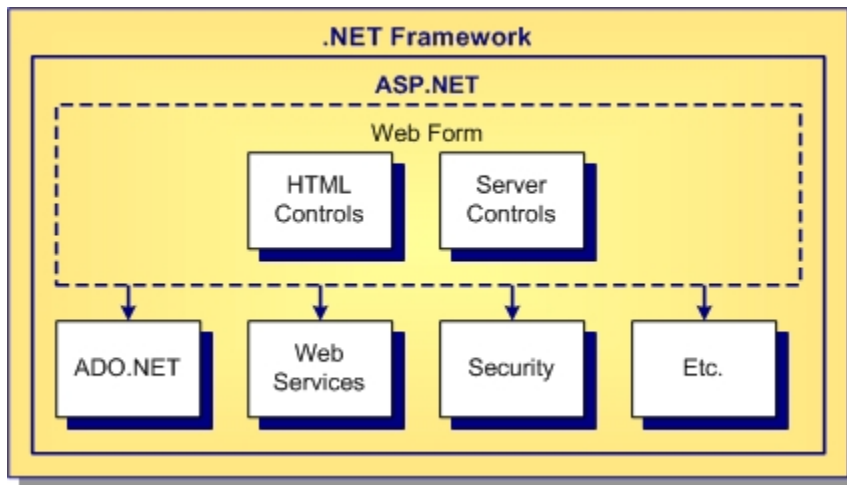 .NET Framework
ASP.NET
Web Form
HTML
Controls
Server
Controls
ADO.NET
Web
Services
Security
Etc.